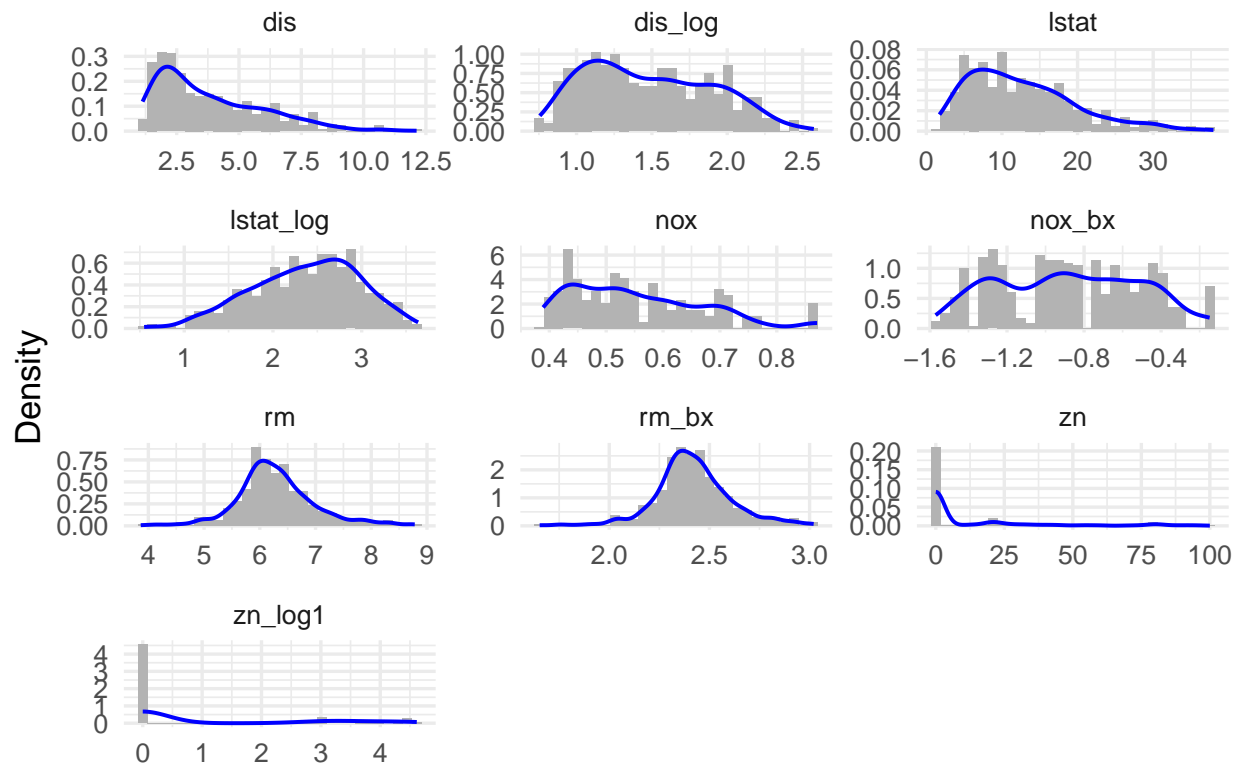 dis dis_log lstat
0.3 0.2 0.1 0.0
1.00 0.75 0.50 0.25 0.00
0.08 0.06 0.04 0.02 0.00
2.5 5.0 7.5 10.0 12.5 1.0 1.5 2.0 2.5 0 10 20 30
lstat_log nox nox_bx
0.6 0.4 0.2 0.0
6 4 2 0
1.0 0.5 0.0
1 2 3 0.4 0.5 0.6 0.7 0.8 −1.6 −1.2 −0.8 −0.4
Density
rm rm_bx zn
0.75 0.50 0.25 0.00
2 1 0
0.20 0.15 0.10 0.05 0.00
4 5 6 7 8 9 2.0 2.5 3.0 0 25 50 75 100
zn_log1
4 3 2 1 0
0 1 2 3 4